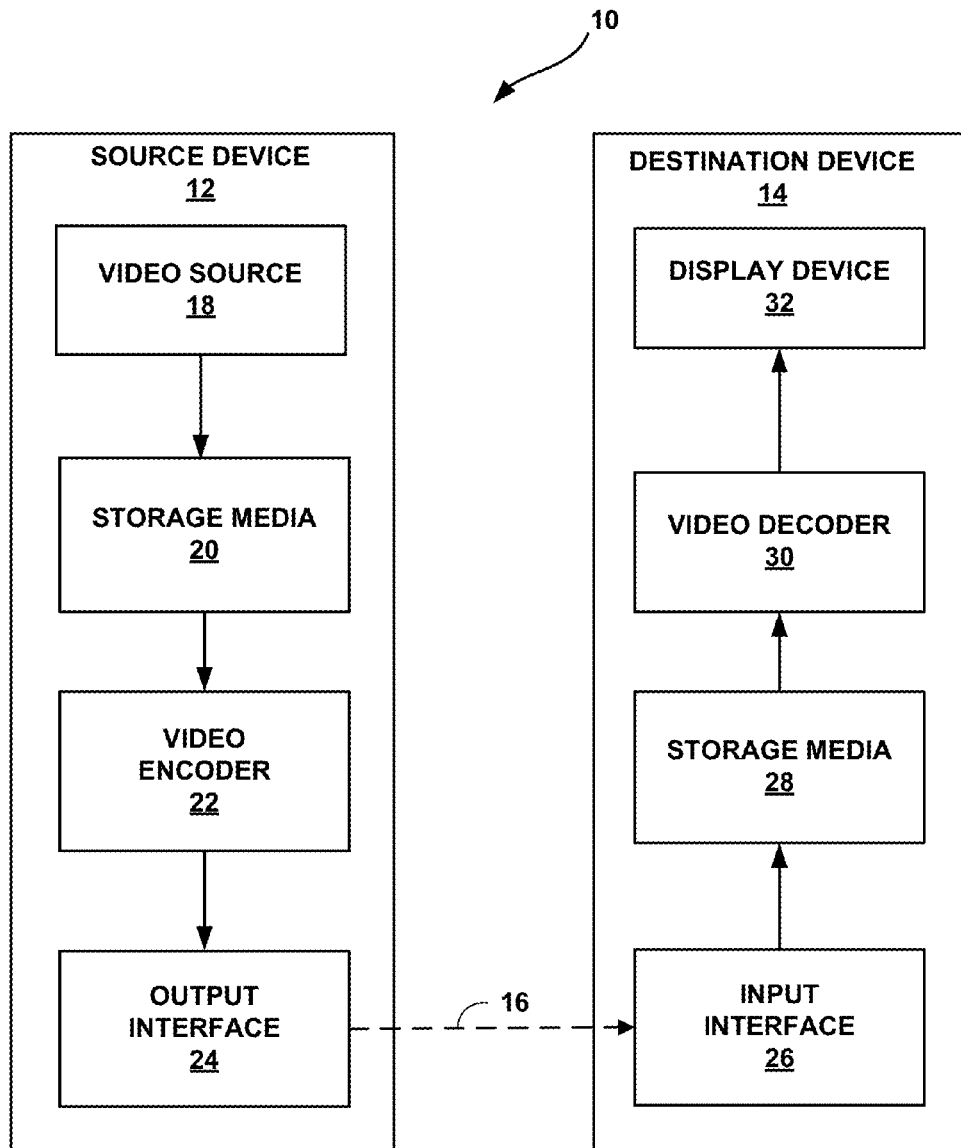 10
SOURCE DEVICE
12
VIDEO SOURCE
18
STORAGE MEDIA
20
VIDEO
ENCODER
22
OUTPUT
INTERFACE
24
16
DESTINATION DEVICE
14
DISPLAY DEVICE
32
VIDEO DECODER
30
STORAGE MEDIA
28
INPUT
INTERFACE
26